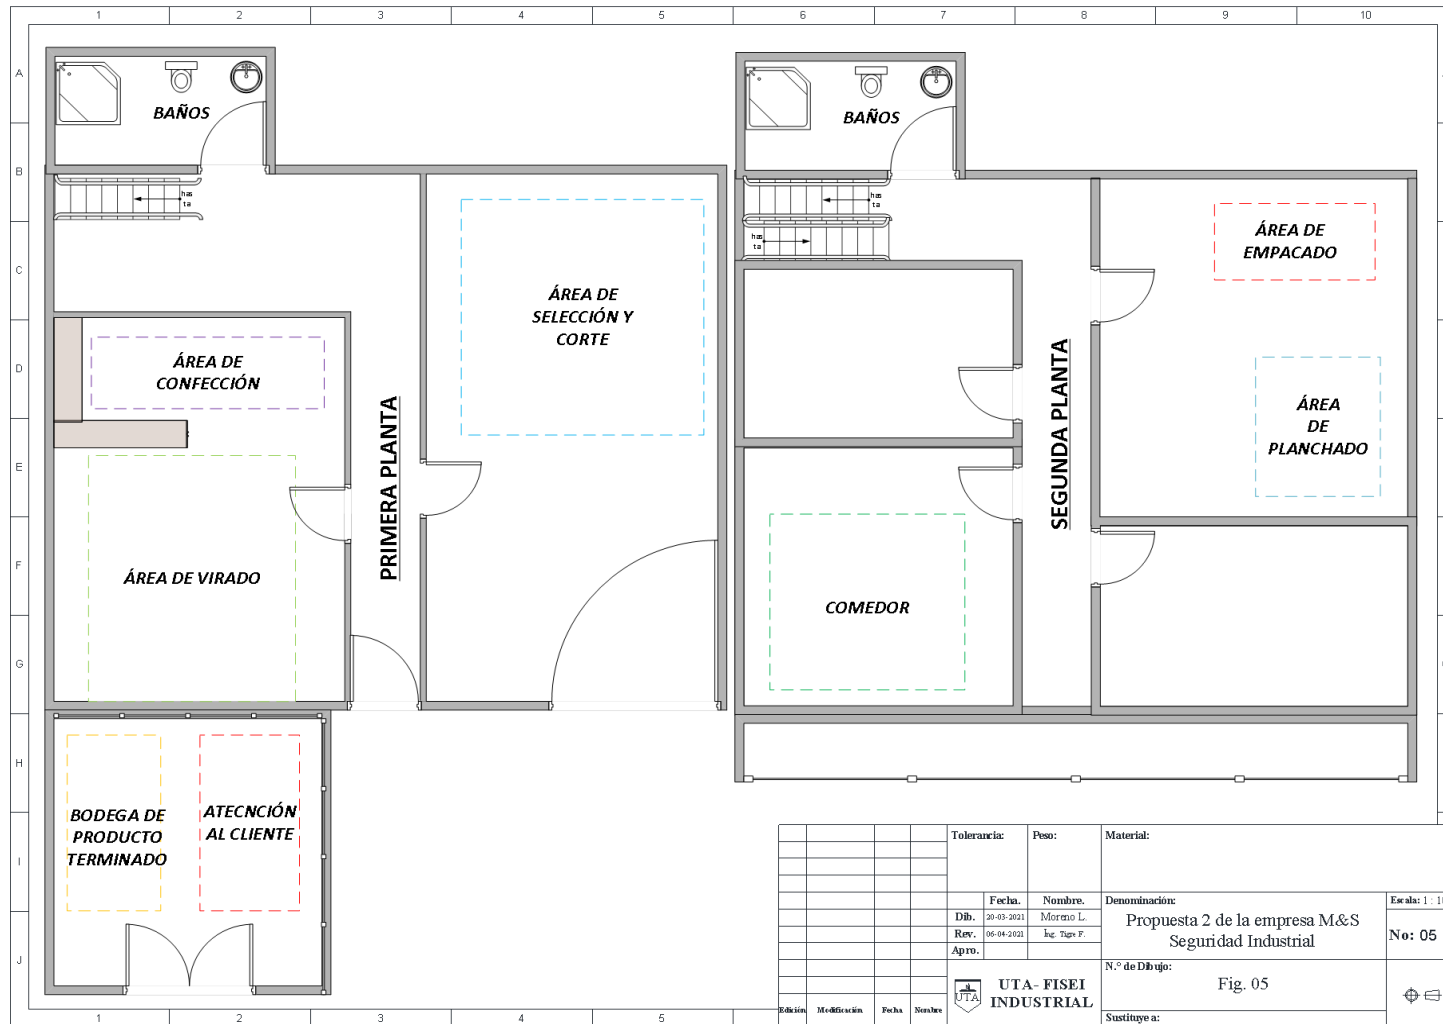 1 2 3 4 5 6 7 8 9 10
A
B
C
D
E
F
G
H
I
J
BAÑOS
has
ta
ÁREA DE
SELECCIÓN Y
CORTE
ÁREA DE
CONFECCIÓN
PRIMERA PLANTA
ÁREA DE VIRADO
BODEGA DE
PRODUCTO
TERMINADO
ATECNCIÓN
AL CLIENTE
BAÑOS
has
ta
has
ta
ÁREA DE
EMPACADO
SEGUNDA PLANTA
ÁREA
DE
PLANCHADO
COMEDOR
Tolerancia:
Peso:
Material:
Fecha.
Nombre.
Dib.
20-03-2021
Moreno L.
Rev.
06-04-2021
Ing. Tigre F.
Apro.
Denominación:
Propuesta 2 de la empresa M&S
Seguridad Industrial
Escala: 1 :
No: 05
N.º de Dibujo:
Fig. 05
Sustituye a:
UTA
UTA- FISEI
INDUSTRIAL
Edición
Modificación
Fecha
Nombre
1 2 3 4 5